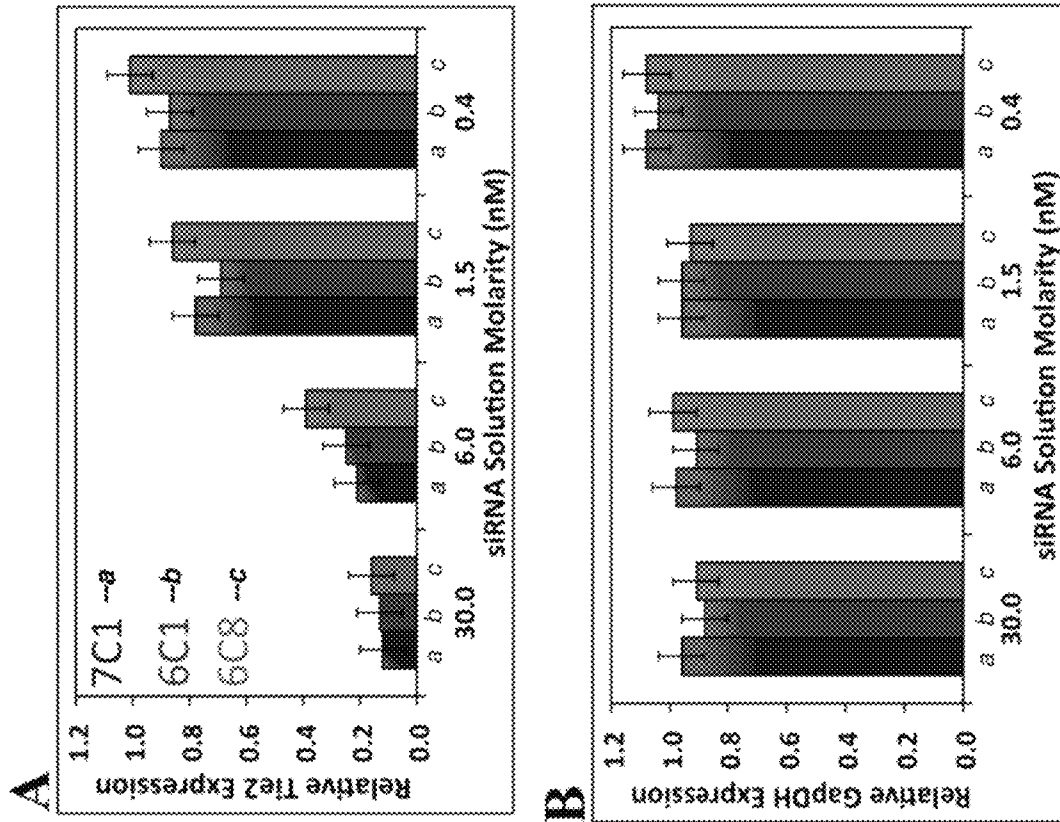 A
Relative Tie2 Expression
1.2
1.0
0.8
0.6
0.4
0.2
0.0
7C1 --a
6C1 --b
6C8 --c
a b c a b c a b c a b c
30.0 6.0 1.5 0.4
siRNA Solution Molarity (nM)
B
Relative GapDH Expression
1.2
1.0
0.8
0.6
0.4
0.2
0.0
a b c a b c a b c a b c
30.0 6.0 1.5 0.4
siRNA Solution Molarity (nM)